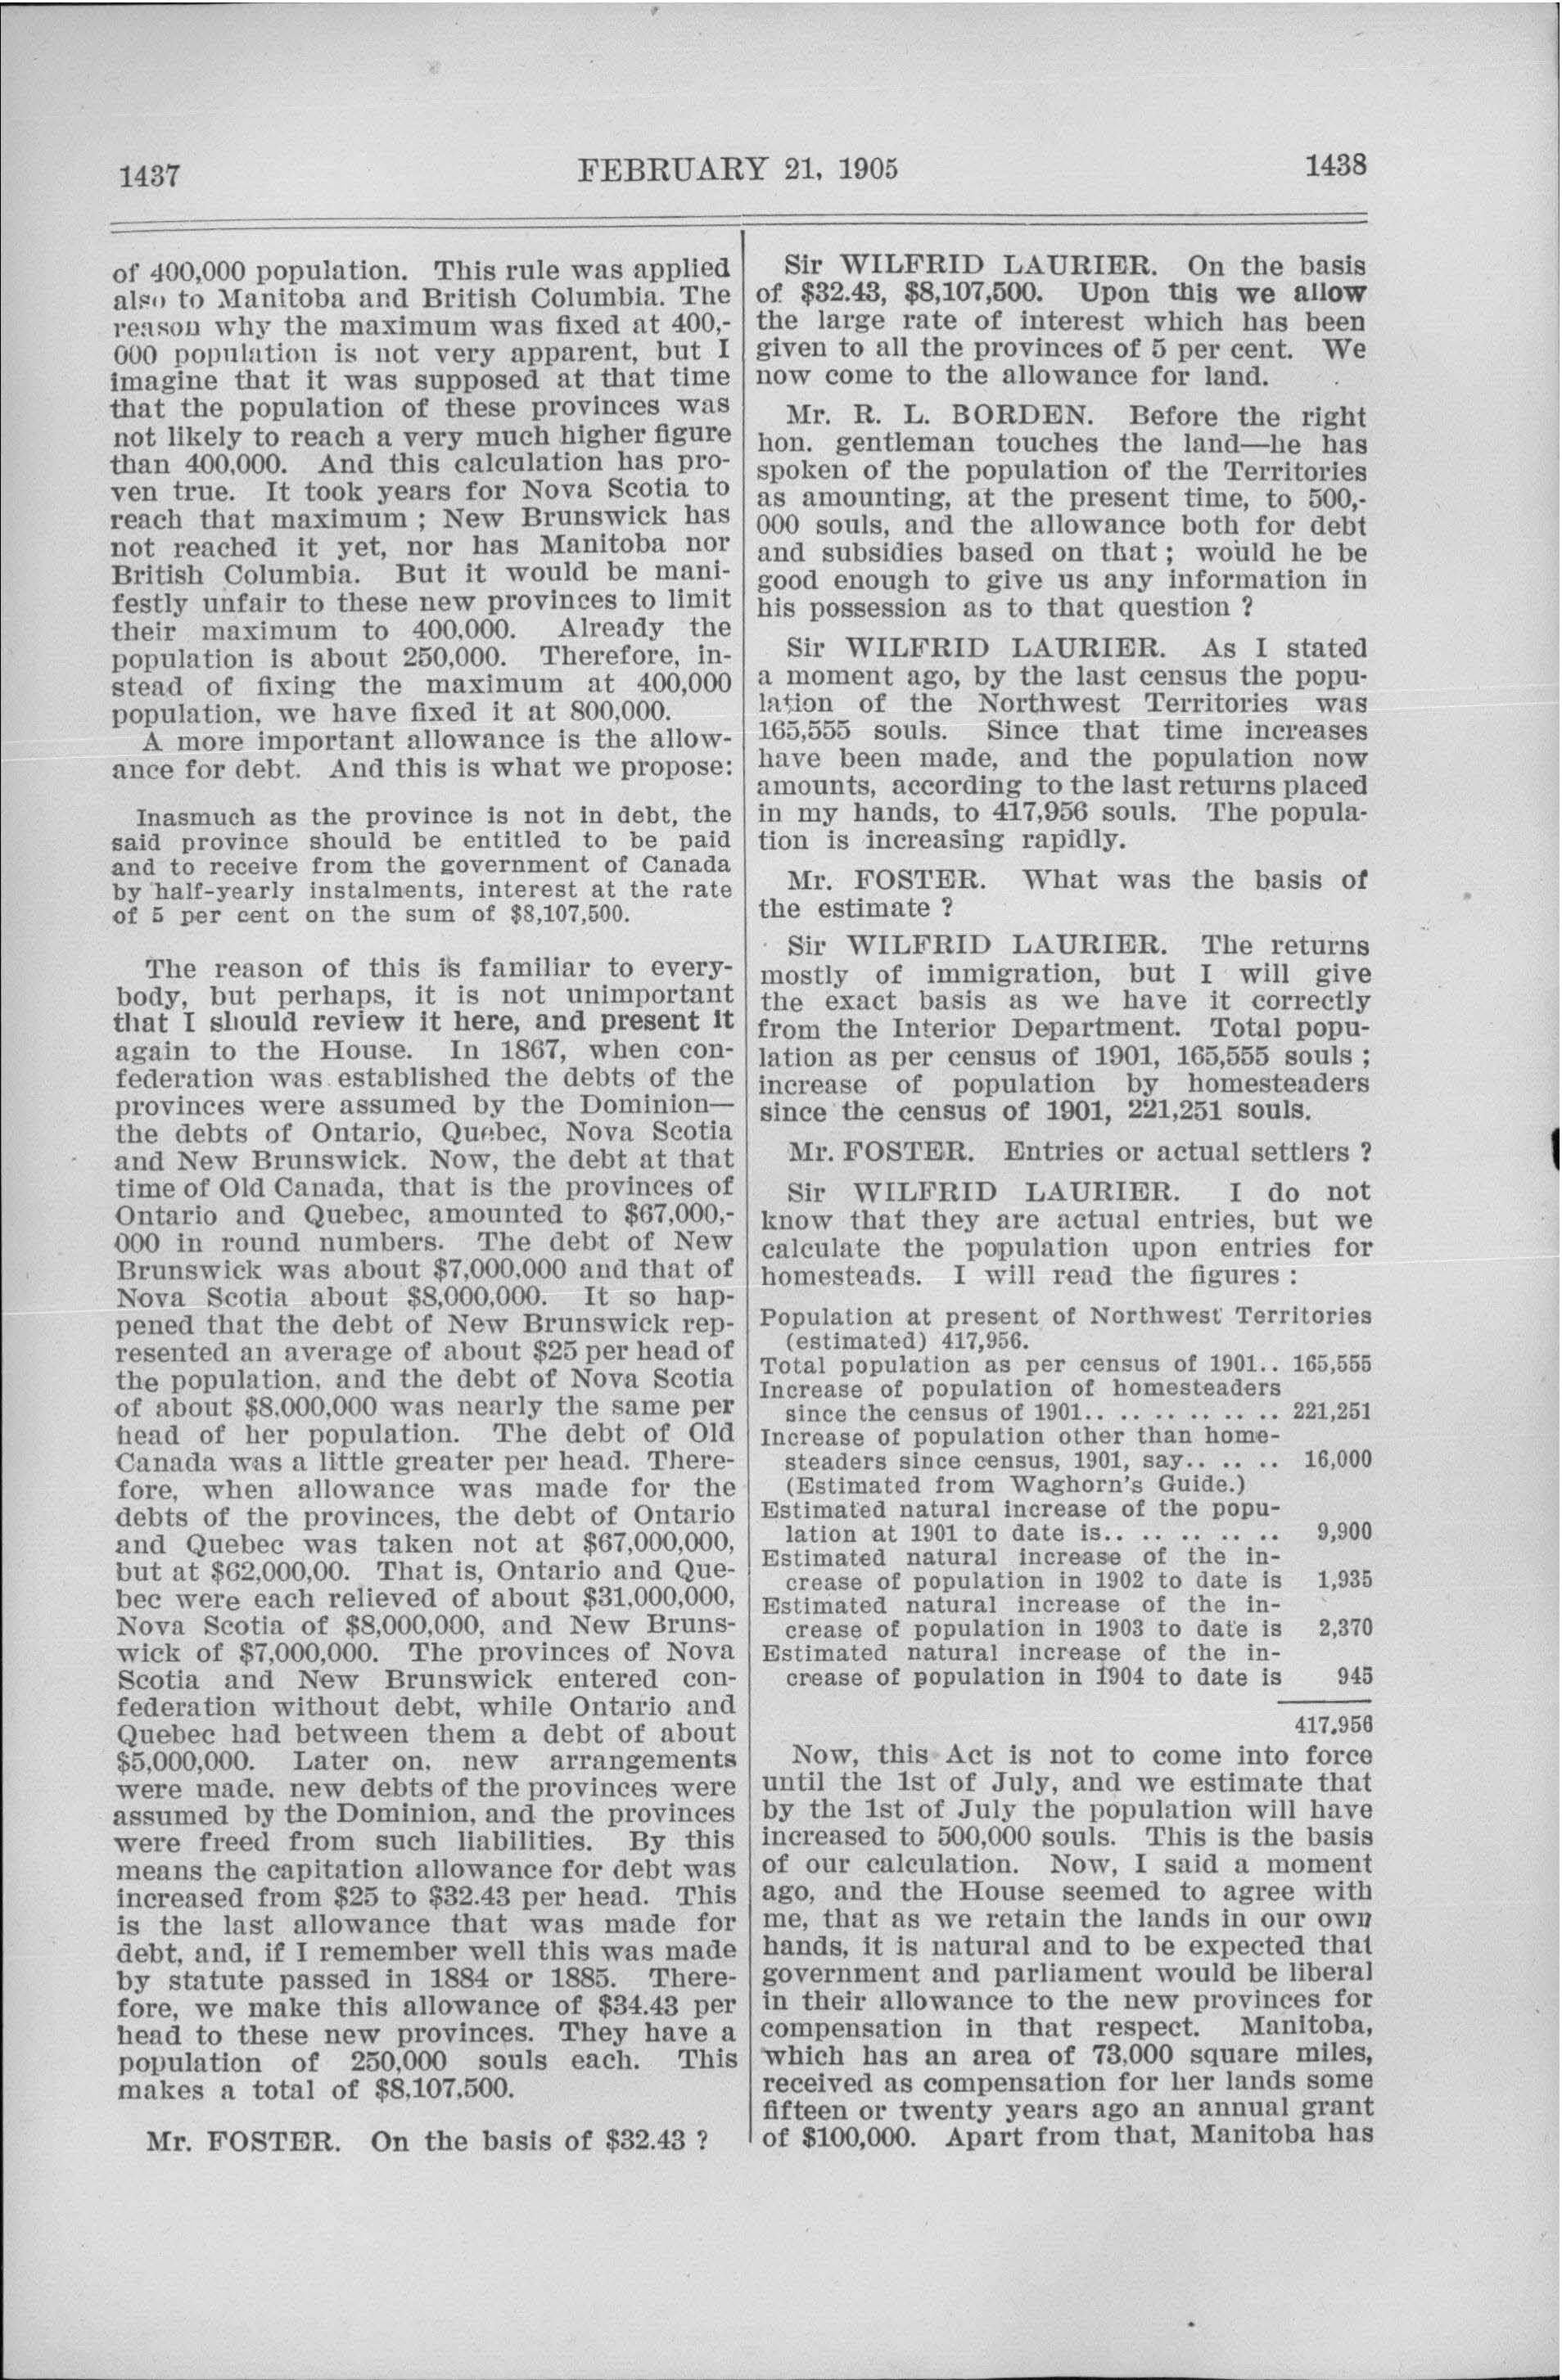 1437
FEBRUARY 21, 1905
1438
of 400,000 population. This rule was applied
also to Manitoba and British Columbia. The
reason why the maximum was fixed at 400,-
000 population is not very apparent, but I
imagine that it was supposed at that time
that the population of these provinces was
not likely to reach a very much higher figure
than 400,000. And this calculation has pro-
ven true. It took years for Nova Scotia to
reach that maximum ; New Brunswick has
not reached it yet, nor has Manitoba nor
British Columbia. But it would be mani-
festly unfair to these new provinces to limit
their maximum to 400,000. Already the
population is about 250,000. Therefore, in-
stead of fixing the maximum at 400,000
population, we have fixed it at 800,000.
A more important allowance is the allow-
ance for debt. And this is what we propose:
Inasmuch as the province is not in debt, the
said province should be entitled to be paid
and to receive from the government of Canada
by half-yearly instalments, interest at the rate
of 5 per cent on the sum of $8,107,500.
The reason of this is familiar to every-
body, but perhaps, it is not unimportant
that I should review it here, and present it
again to the House. In 1867, when con-
federation was established the debts of the
provinces were assumed by the Dominion—
the debts of Ontario, Quebec, Nova Scotia
and New Brunswick. Now, the debt at that
time of Old Canada, that is the provinces of
Ontario and Quebec, amounted to $67,000,-
000 in round numbers. The debt of New
Brunswick was about $7,000,000 and that of
Nova Scotia about $8,000,000. It so hap-
pened that the debt of New Brunswick rep-
resented an average of about $25 per head of
the population, and the debt of Nova Scotia
of about $8,000,000 was nearly the same per
head of her population. The debt of Old
Canada was a little greater per head. There-
fore, when allowance was made for the
debts of the provinces, the debt of Ontario
and Quebec was taken not at $67,000,000,
but at $62,000,00. That is, Ontario and Que-
bec were each relieved of about $31,000,000,
Nova Scotia of $8,000,000, and New Bruns-
wick of $7,000,000. The provinces of Nova
Scotia and New Brunswick entered con-
federation without debt, while Ontario and
Quebec had between them a debt of about
$5,000,000. Later on, new arrangements
were made, new debts of the provinces were
assumed by the Dominion, and the provinces
were freed from such liabilities. By this
means the capitation allowance for debt was
increased from $25 to $32.43 per head. This
is the last allowance that was made for
debt, and, if I remember well this was made
by statute passed in 1884 or 1885. There-
fore, we make this allowance of $34.43 per
head to these new provinces. They have a
population of 250,000 souls each. This
makes a total of $8,107,500.
Mr. FOSTER. On the basis of $32.43 ?
Sir WILFRID LAURIER. On the basis
of $32.43, $8,107,500. Upon this we allow
the large rate of interest which has been
given to all the provinces of 5 per cent. We
now come to the allowance for land.
Mr. R. L. BORDEN. Before the right
hon. gentleman touches the land—he has
spoken of the population of the Territories
as amounting, at the present time, to 500,-
000 souls, and the allowance both for debt
and subsidies based on that ; would he be
good enough to give us any information in
his possession as to that question ?
Sir WILFRID LAURIER. As I stated
a moment ago, by the last census the popu-
lation of the Northwest Territories was
165,555 souls. Since that time increases
have been made, and the population now
amounts, according to the last returns placed
in my hands, to 417,956 souls. The popula-
tion is increasing rapidly.
Mr. FOSTER. What was the basis of
the estimate ?
Sir WILFRID LAURIER. The returns
mostly of immigration, but I will give
the exact basis as we have it correctly
from the Interior Department. Total popu-
lation as per census of 1901, 165,555 souls ;
increase of population by homesteaders
since the census of 1901, 221,251 souls.
Mr. FOSTER. Entries or actual settlers ?
Sir WILFRID LAURIER. I do not
know that they are actual entries, but we
calculate the population upon entries for
homesteads. I will read the figures :
Population at present of Northwest Territories
(estimated) 417,956.
Total population as per census of 1901.. 165,555
Increase of population of homesteaders
since the census of 1901.. .. .. .. .. .. 221,251
Increase of population other than home-
steaders since census, 1901, say.. .. .. 16,000
(Estimated from Waghorn's Guide.)
Estimated natural increase of the popu-
lation at 1901 to date is.. .. .. .. .. .. 9,900
Estimated natural increase of the in-
crease of population in 1902 to date is 1,935
Estimated natural increase of the in-
crease of population in 1903 to date is 2,370
Estimated natural increase of the in-
crease of population in 1904 to date is 945
417,956
Now, this Act is not to come into force
until the 1st of July, and we estimate that
by the 1st of July the population will have
increased to 500,000 souls. This is the basis
of our calculation. Now, I said a moment
ago, and the House seemed to agree with
me, that as we retain the lands in our own
hands, it is natural and to be expected that
government and parliament would be liberal
in their allowance to the new provinces for
compensation in that respect. Manitoba,
which has an area of 73,000 square miles,
received as compensation for her lands some
fifteen or twenty years ago an annual grant
of $100,000. Apart from that, Manitoba has